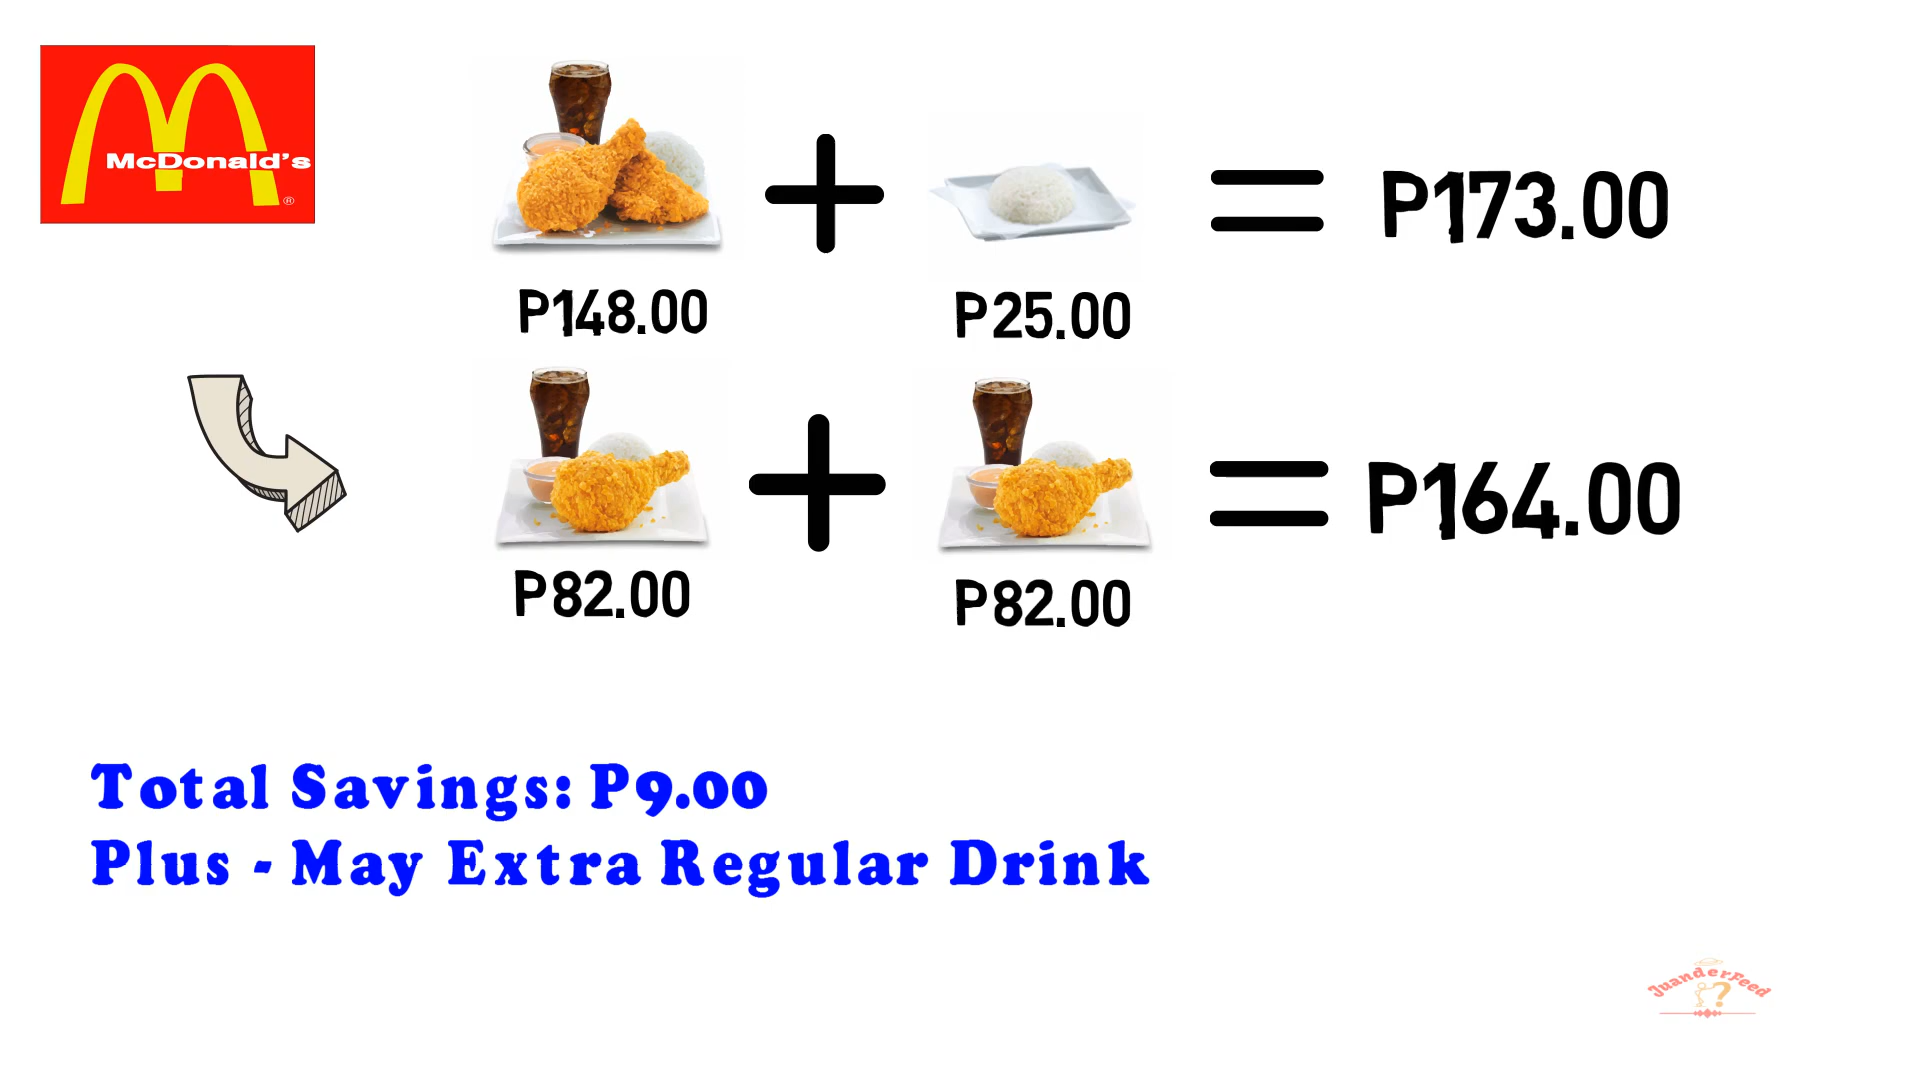 McDonald's
®
P173.00
P148.00
P25.00
P164.00
P82.00
P82.00
Total Savings: P9.00
Plus - May Extra Regular Drink
JuanderFeed
?